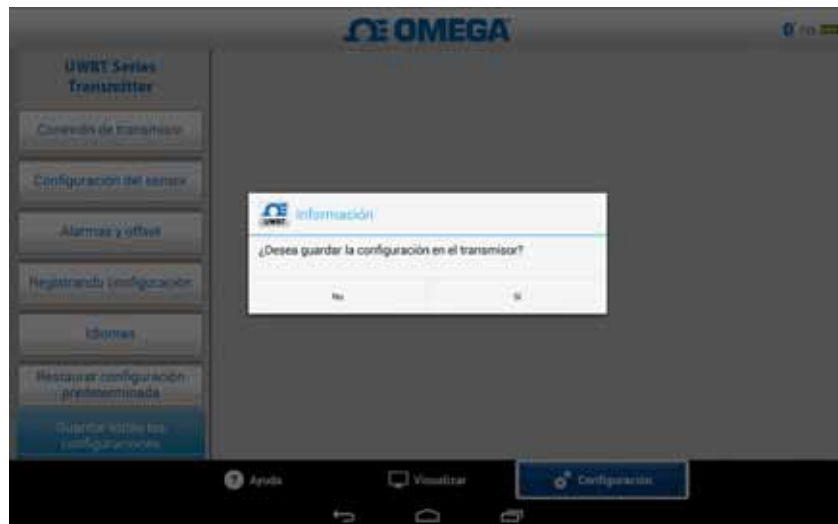 OMEGA
UWBT Series
Transmitter
Conexión de transmisor
Configuración del sensor
Alarmas y offset
Registrando configuración
Idiomas
Restaurar configuración
predeterminada
Guardar todas las
configuraciones
UWBT
Información
¿Desea guardar la configuración en el transmisor?
No
Sí
Ayuda
Visualizar
Configuración